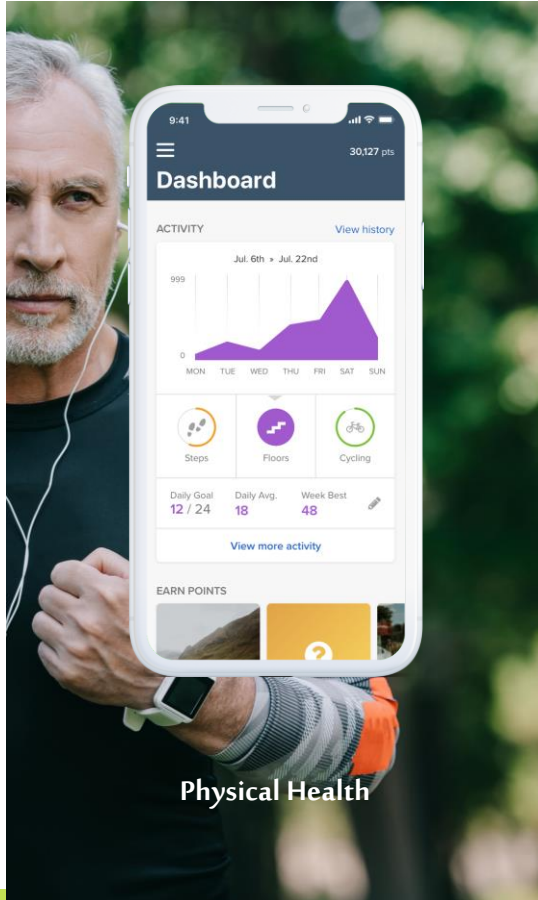 9:41
30,127 pts
Dashboard
ACTIVITY
View history
Jul. 6th » Jul. 22nd
999
0
MON TUE WED THU FRI SAT SUN
Steps
Floors
Cycling
Daily Goal Daily Avg. Week Best
12 / 24 18 48
View more activity
EARN POINTS
?
Physical Health